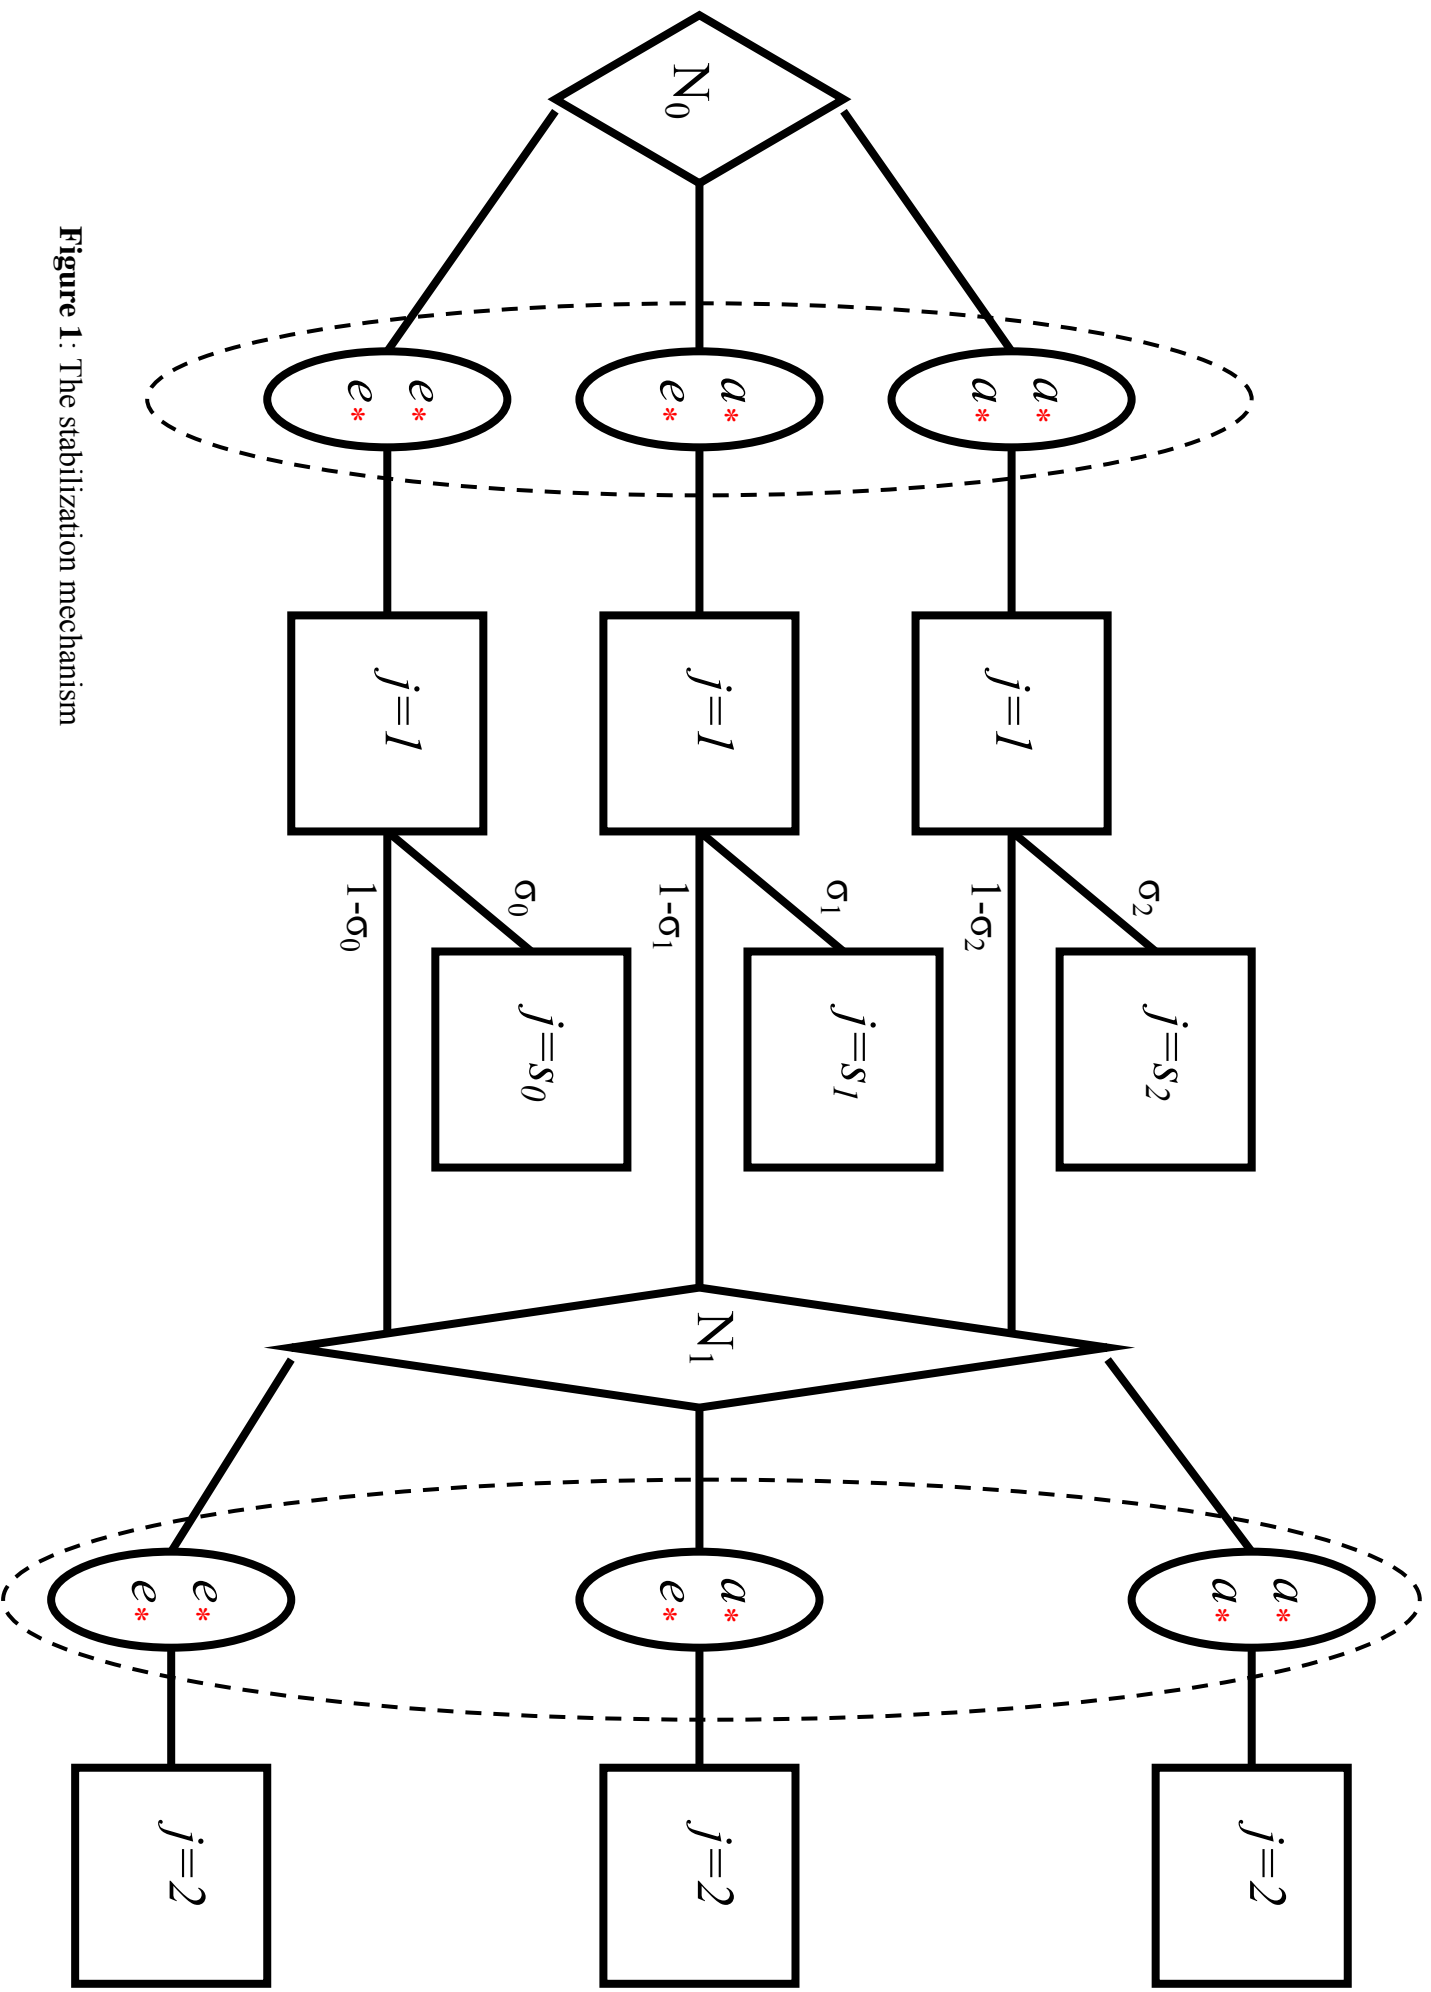 N₀
a*
a*
a*
e*
e*
e*
j=1
j=1
j=1
σ₂
1-σ₂
σ₁
1-σ₁
σ₀
1-σ₀
j=s₂
j=s₁
j=s₀
N₁
a*
a*
a*
e*
e*
e*
j=2
j=2
j=2
Figure 1: The stabilization mechanism